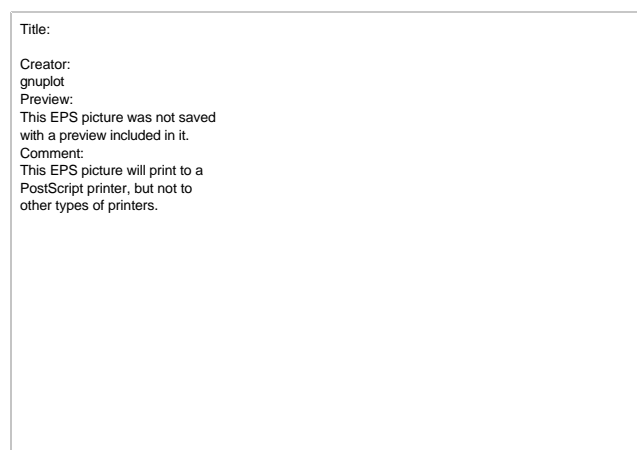 Title:
Creator:
gnuplot
Preview:
This EPS picture was not saved
with a preview included in it.
Comment:
This EPS picture will print to a
PostScript printer, but not to
other types of printers.